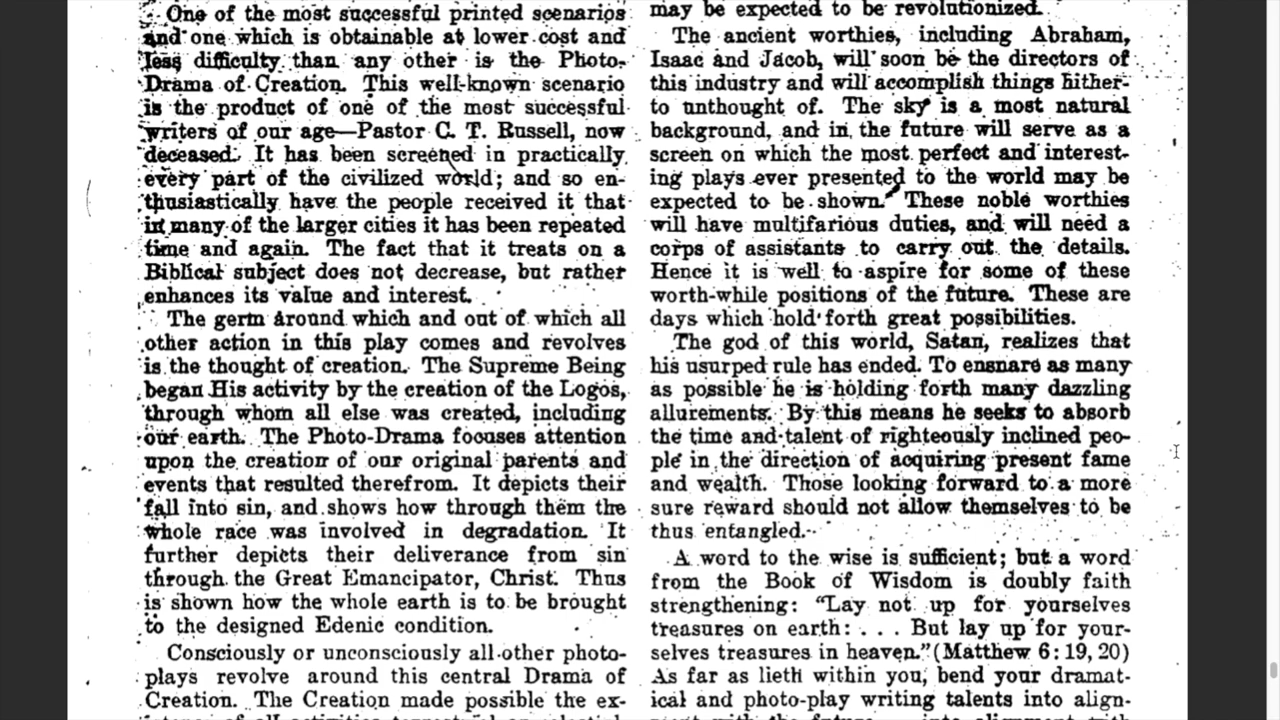 One of the most successful printed scenarios
and one which is obtainable at lower cost and
less difficulty than any other is the Photo-
Drama of Creation. This well-known scenario
is the product of one of the most successful
writers of our age—Pastor C. T. Russell, now
deceased. It has been screened in practically
every part of the civilized world; and so en-
thusiastically have the people received it that
in many of the larger cities it has been repeated
time and again. The fact that it treats on a
Biblical subject does not decrease, but rather
enhances its value and interest.
The germ around which and out of which all
other action in this play comes and revolves
is the thought of creation. The Supreme Being
began His activity by the creation of the Logos,
through whom all else was created, including
our earth. The Photo-Drama focuses attention
upon the creation of our original parents and
events that resulted therefrom. It depicts their
fall into sin, and shows how through them the
whole race was involved in degradation. It
further depicts their deliverance from sin
through the Great Emancipator, Christ. Thus
is shown how the whole earth is to be brought
to the designed Edenic condition.
Consciously or unconsciously all other photo-
plays revolve around this central Drama of
Creation. The Creation made possible the ex-
may be expected to be revolutionized.
The ancient worthies, including Abraham,
Isaac and Jacob, will soon be the directors of
this industry and will accomplish things hither-
to unthought of. The sky is a most natural
background, and in the future will serve as a
screen on which the most perfect and interest-
ing plays ever presented to the world may be
expected to be shown. These noble worthies
will have multifarious duties, and will need a
corps of assistants to carry out the details.
Hence it is well to aspire for some of these
worth-while positions of the future. These are
days which hold forth great possibilities.
The god of this world, Satan, realizes that
his usurped rule has ended. To ensnare as many
as possible he is holding forth many dazzling
allurements. By this means he seeks to absorb
the time and talent of righteously inclined peo-
ple in the direction of acquiring present fame
and wealth. Those looking forward to a more
sure reward should not allow themselves to be
thus entangled.
A word to the wise is sufficient; but a word
from the Book of Wisdom is doubly faith
strengthening: "Lay not up for yourselves
treasures on earth: . . . But lay up for your-
selves treasures in heaven." (Matthew 6: 19, 20)
As far as lieth within you, bend your dramat-
ical and photo-play writing talents into align-